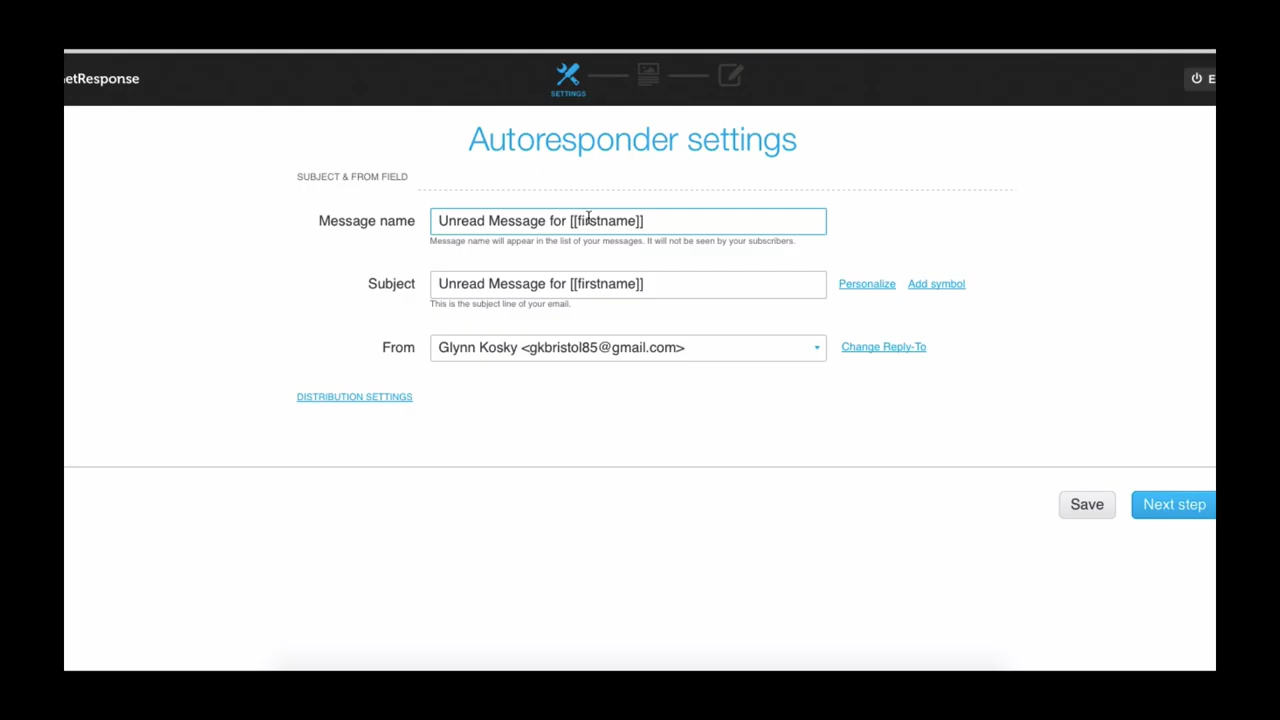 etResponse
SETTINGS
E
Autoresponder settings
SUBJECT & FROM FIELD
Message name Unread Message for [[firstname]]
Message name will appear in the list of your messages. It will not be seen by your subscribers.
Subject Unread Message for [[firstname]] Personalize Add symbol
This is the subject line of your email.
From Glynn Kosky <gkbristol85@gmail.com> Change Reply-To
DISTRIBUTION SETTINGS
Save Next step